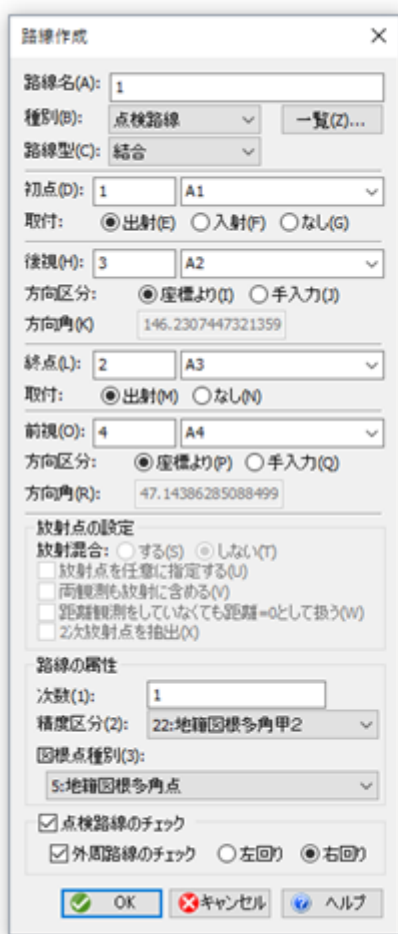 路線作成
路線名(A): 1
種別(B): 点検路線 一覧(Z)...
路線型(C): 結合
初点(D): 1 A1
取付: 出射(E) 入射(F) なし(G)
後視(H): 3 A2
方向区分: 座標より(I) 手入力(J)
方向角(K) 146.2307447321359
終点(L): 2 A3
取付: 出射(M) なし(N)
前視(O): 4 A4
方向区分: 座標より(P) 手入力(Q)
方向角(R): 47.14386285088499
放射点の設定
放射混合: する(S) しない(T)
放射点を任意に指定する(U)
両観測も放射に含める(V)
距離観測をしていなくても距離=0として扱う(W)
2次放射点を抽出(X)
路線の属性
次数(1): 1
精度区分(2): 22:地籍図根多角甲2
図根点種別(3):
5:地籍図根多角点
点検路線のチェック
外周路線のチェック 左回り 右回り
OK キャンセル ヘルプ